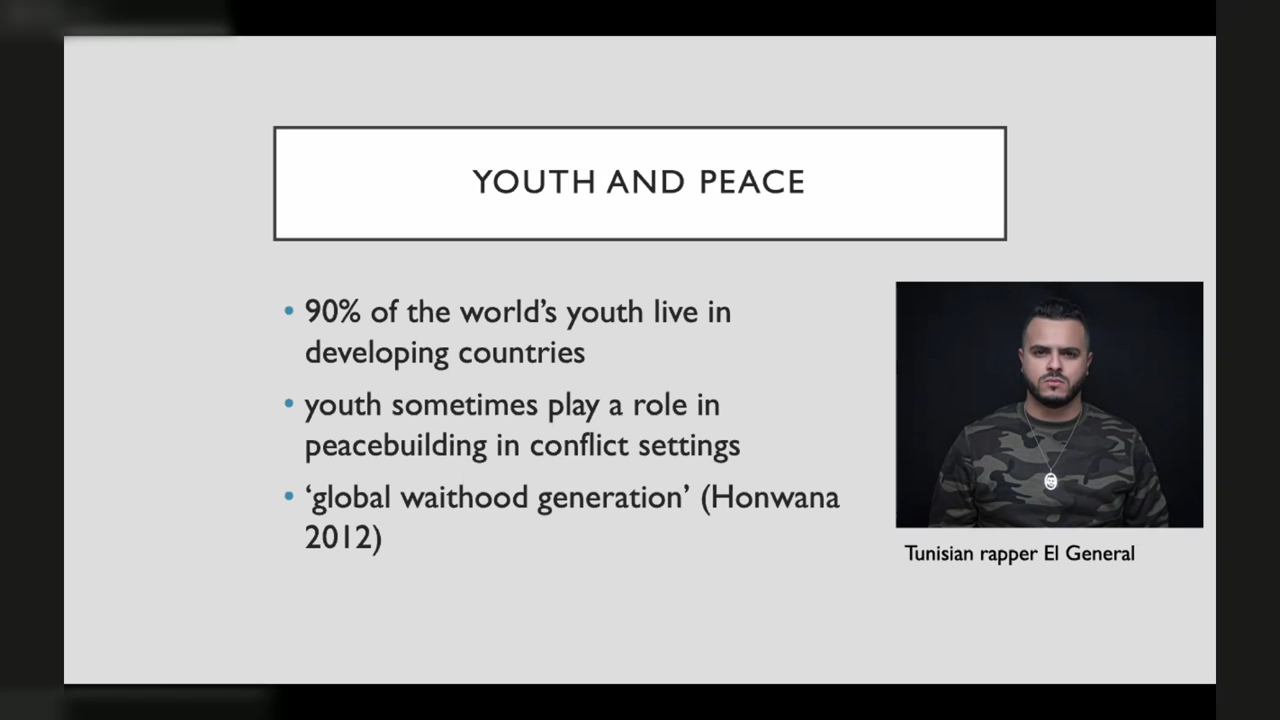 YOUTH AND PEACE
• 90% of the world’s youth live in
developing countries
• youth sometimes play a role in
peacebuilding in conflict settings
• ‘global waithood generation’ (Honwana
2012)
Tunisian rapper El General